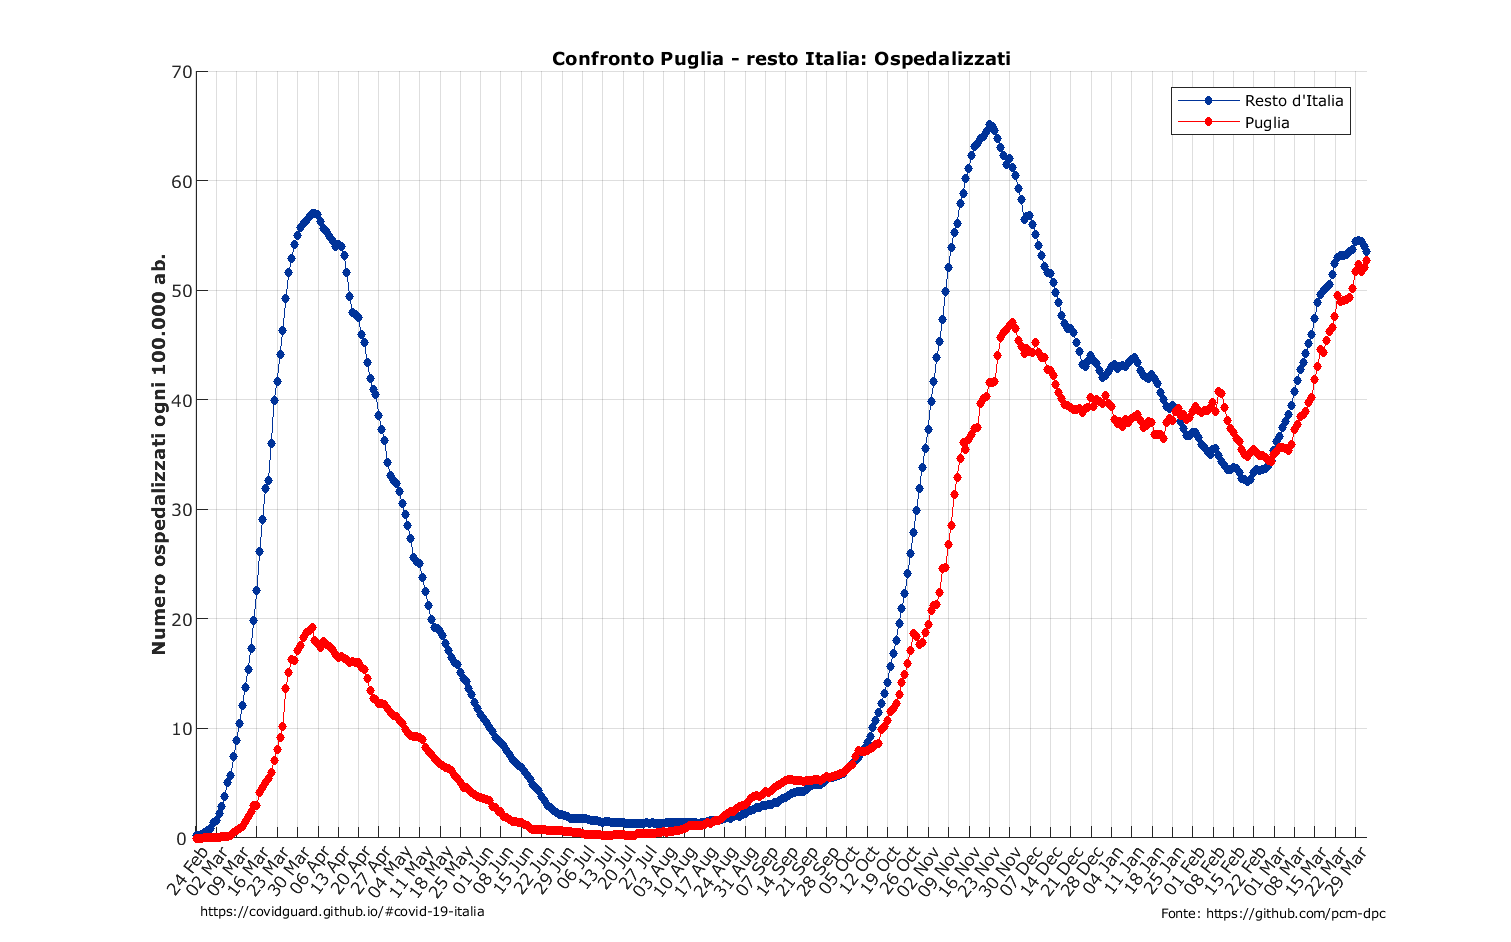 Confronto Puglia - resto Italia: Ospedalizzati
Resto d'Italia
Puglia
Numero ospedalizzati ogni 100.000 ab.
70
60
50
40
30
20
10
0
24 Feb
02 Mar
09 Mar
16 Mar
23 Mar
30 Mar
06 Apr
13 Apr
20 Apr
27 Apr
04 May
11 May
18 May
25 May
01 Jun
08 Jun
15 Jun
22 Jun
29 Jun
06 Jul
13 Jul
20 Jul
27 Jul
03 Aug
10 Aug
17 Aug
24 Aug
31 Aug
07 Sep
14 Sep
21 Sep
28 Sep
05 Oct
12 Oct
19 Oct
26 Oct
02 Nov
09 Nov
16 Nov
23 Nov
30 Nov
07 Dec
14 Dec
21 Dec
28 Dec
04 Jan
11 Jan
18 Jan
25 Jan
01 Feb
08 Feb
15 Feb
22 Feb
01 Mar
08 Mar
15 Mar
22 Mar
29 Mar
https://covidguard.github.io/#covid-19-italia
Fonte: https://github.com/pcm-dpc